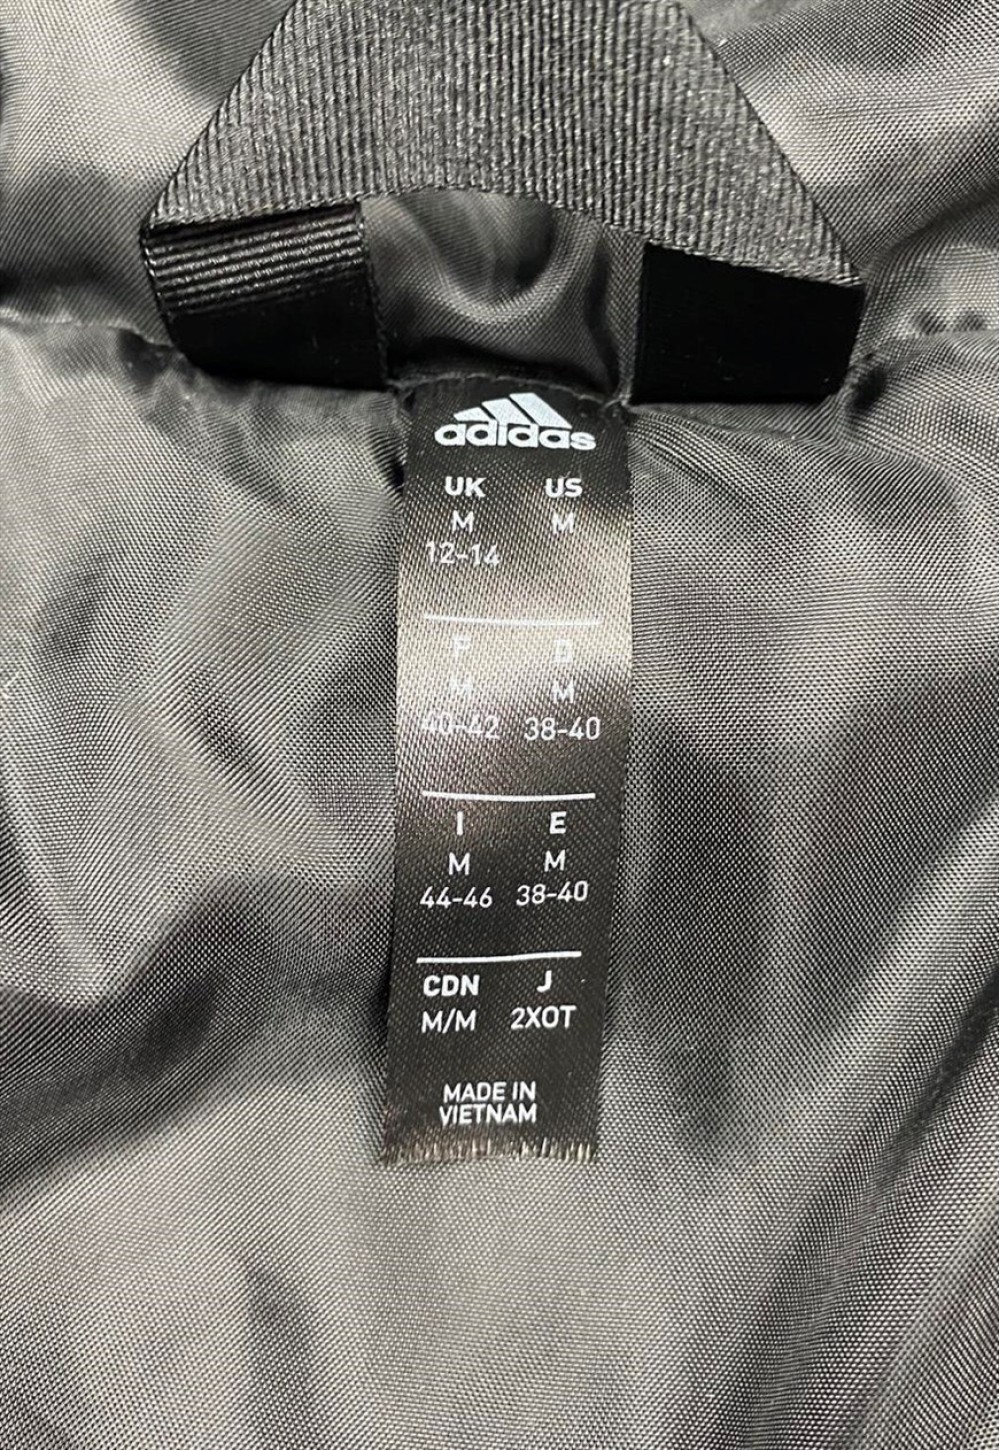 adidas
UK US
M M
12-14
F D
M M
40-42 38-40
I E
M M
44-46 38-40
CDN J
M/M 2XOT
MADE IN
VIETNAM